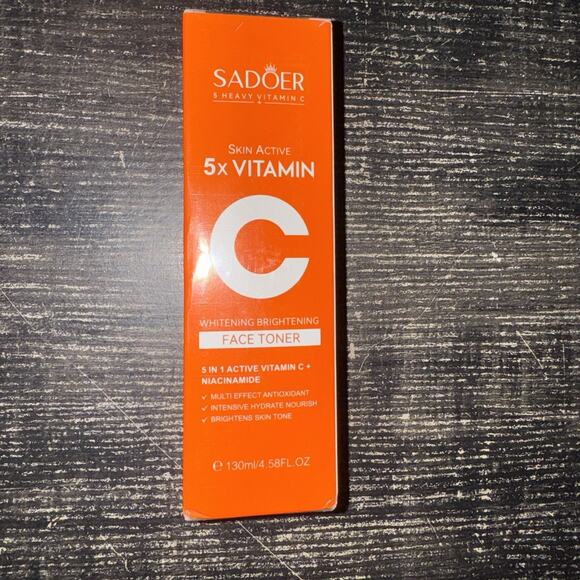 SADOER
5 HEAVY VITAMIN C
SKIN ACTIVE
5x VITAMIN
C
WHITENING BRIGHTENING
FACE TONER
5 IN 1 ACTIVE VITAMIN C +
NIACINAMIDE
✓ MULTI EFFECT ANTIOXIDANT
✓ INTENSIVE HYDRATE NOURISH
✓ BRIGHTENS SKIN TONE
℮ 130ml/4.58FL.OZ